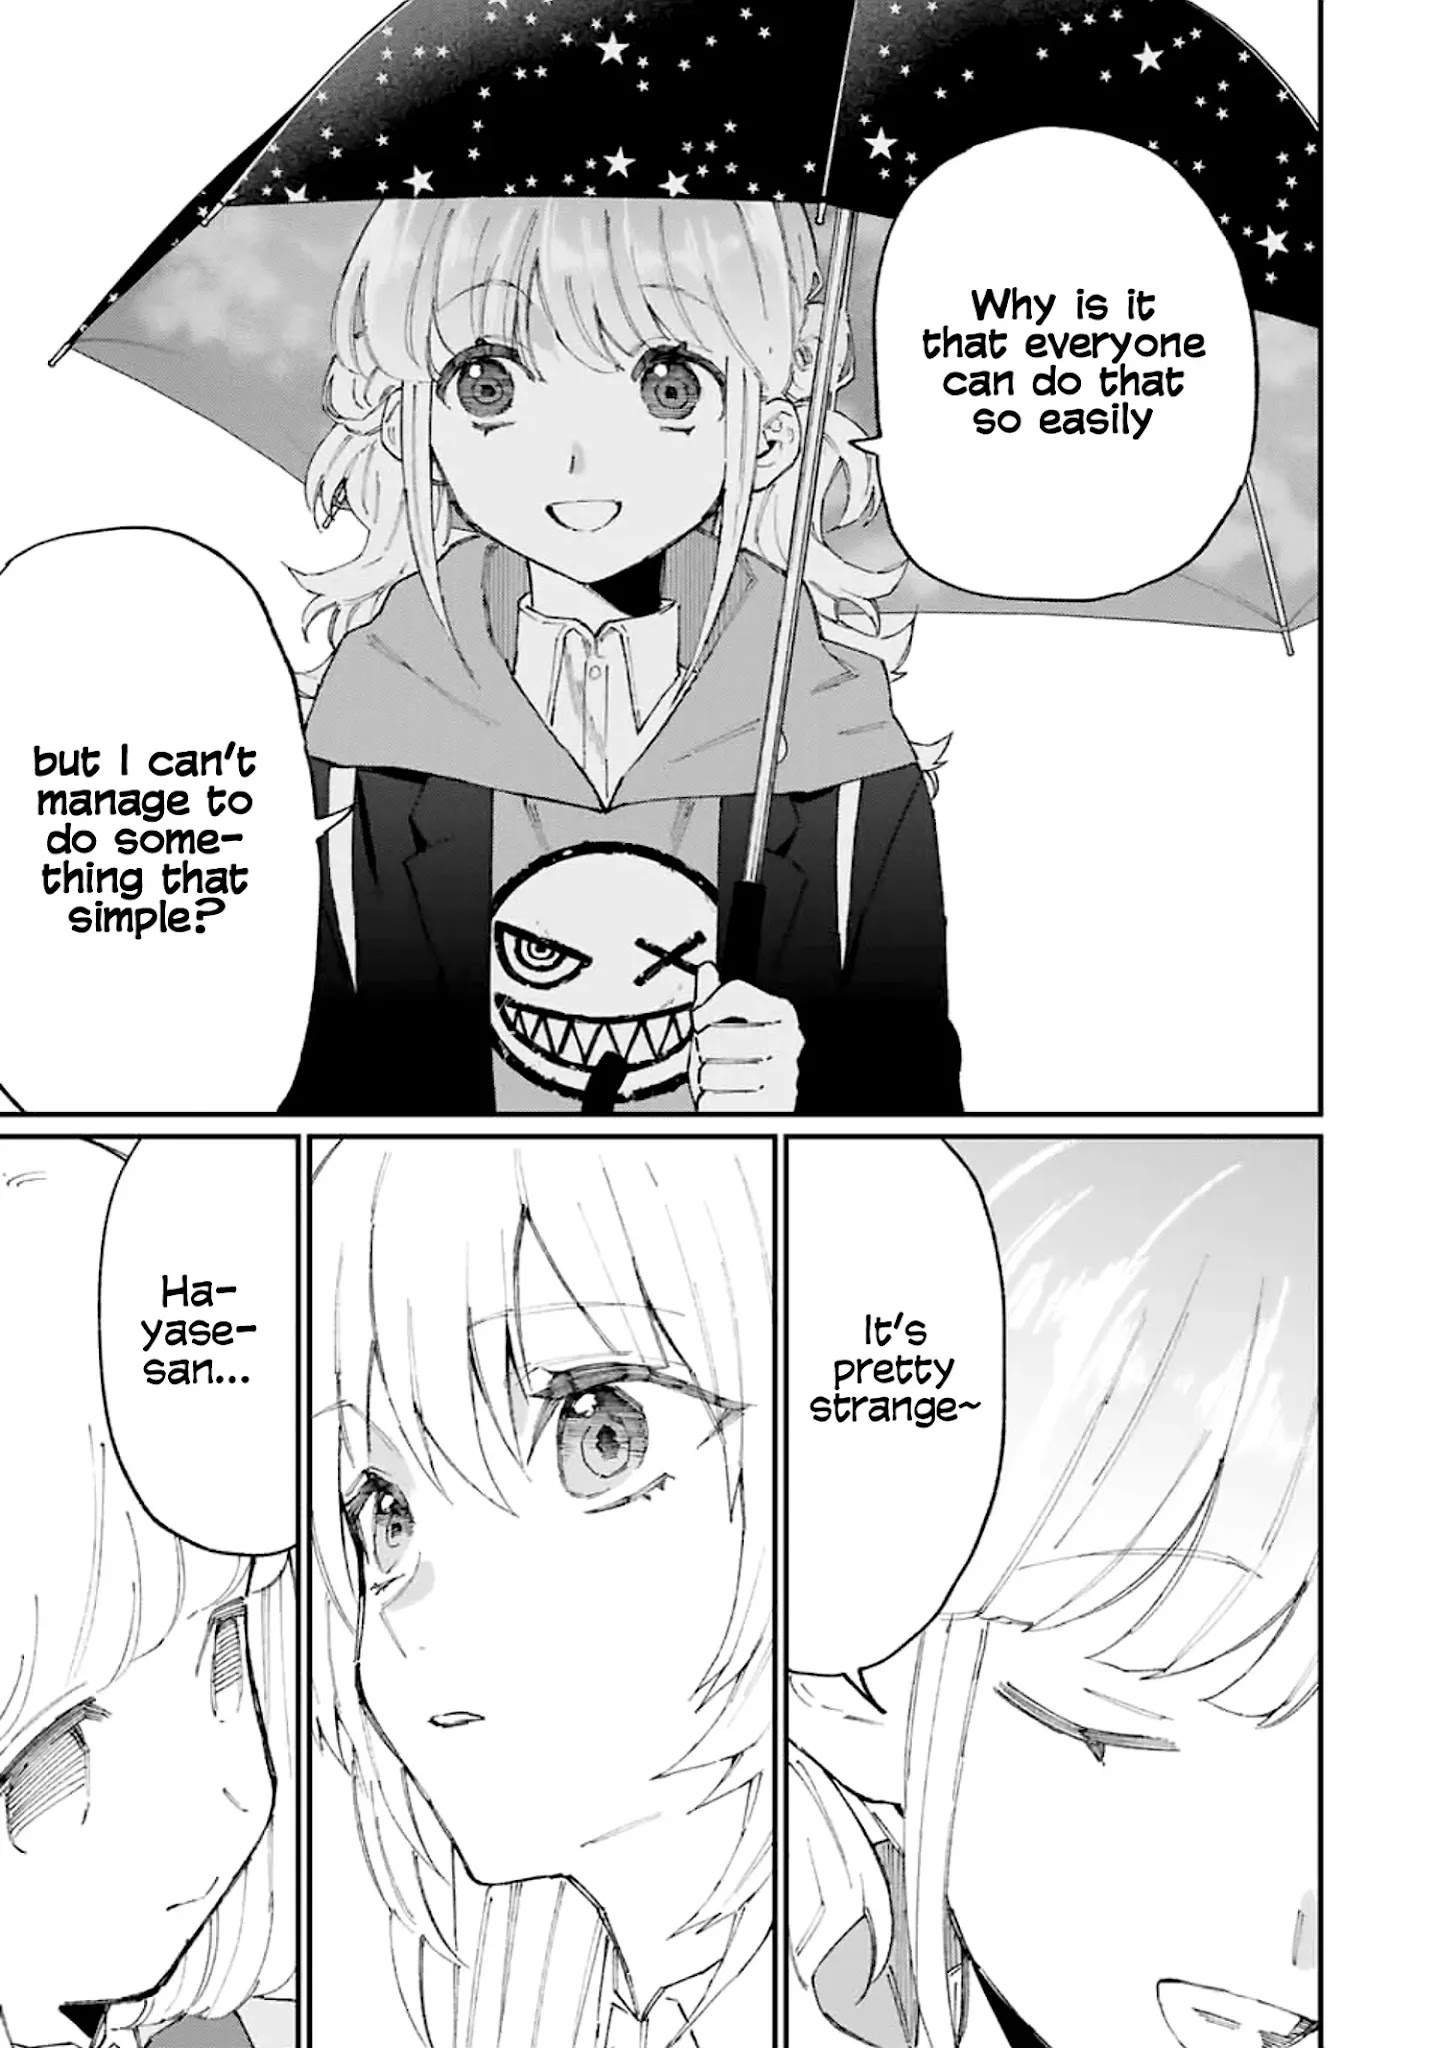 Why is it
that everyone
can do that
so easily
but I can't
manage to
do some-
thing that
simple?
It's
pretty
strange~
Ha-
yase-
san...